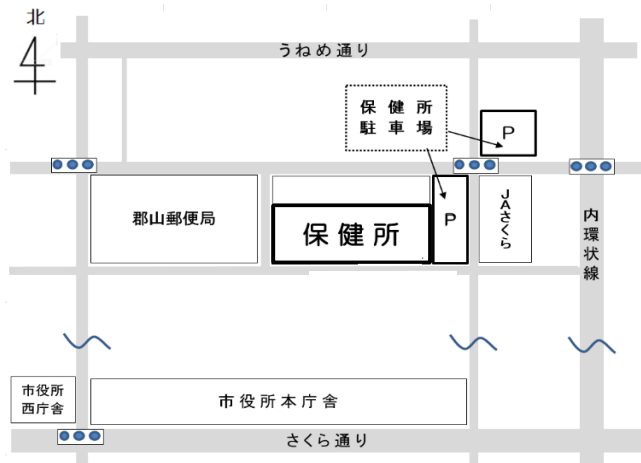 北
うねめ通り
保健所
駐車場
P
郡山郵便局
保健所
P
JAさくら
内環状線
市役所
西庁舎
市役所本庁舎
さくら通り